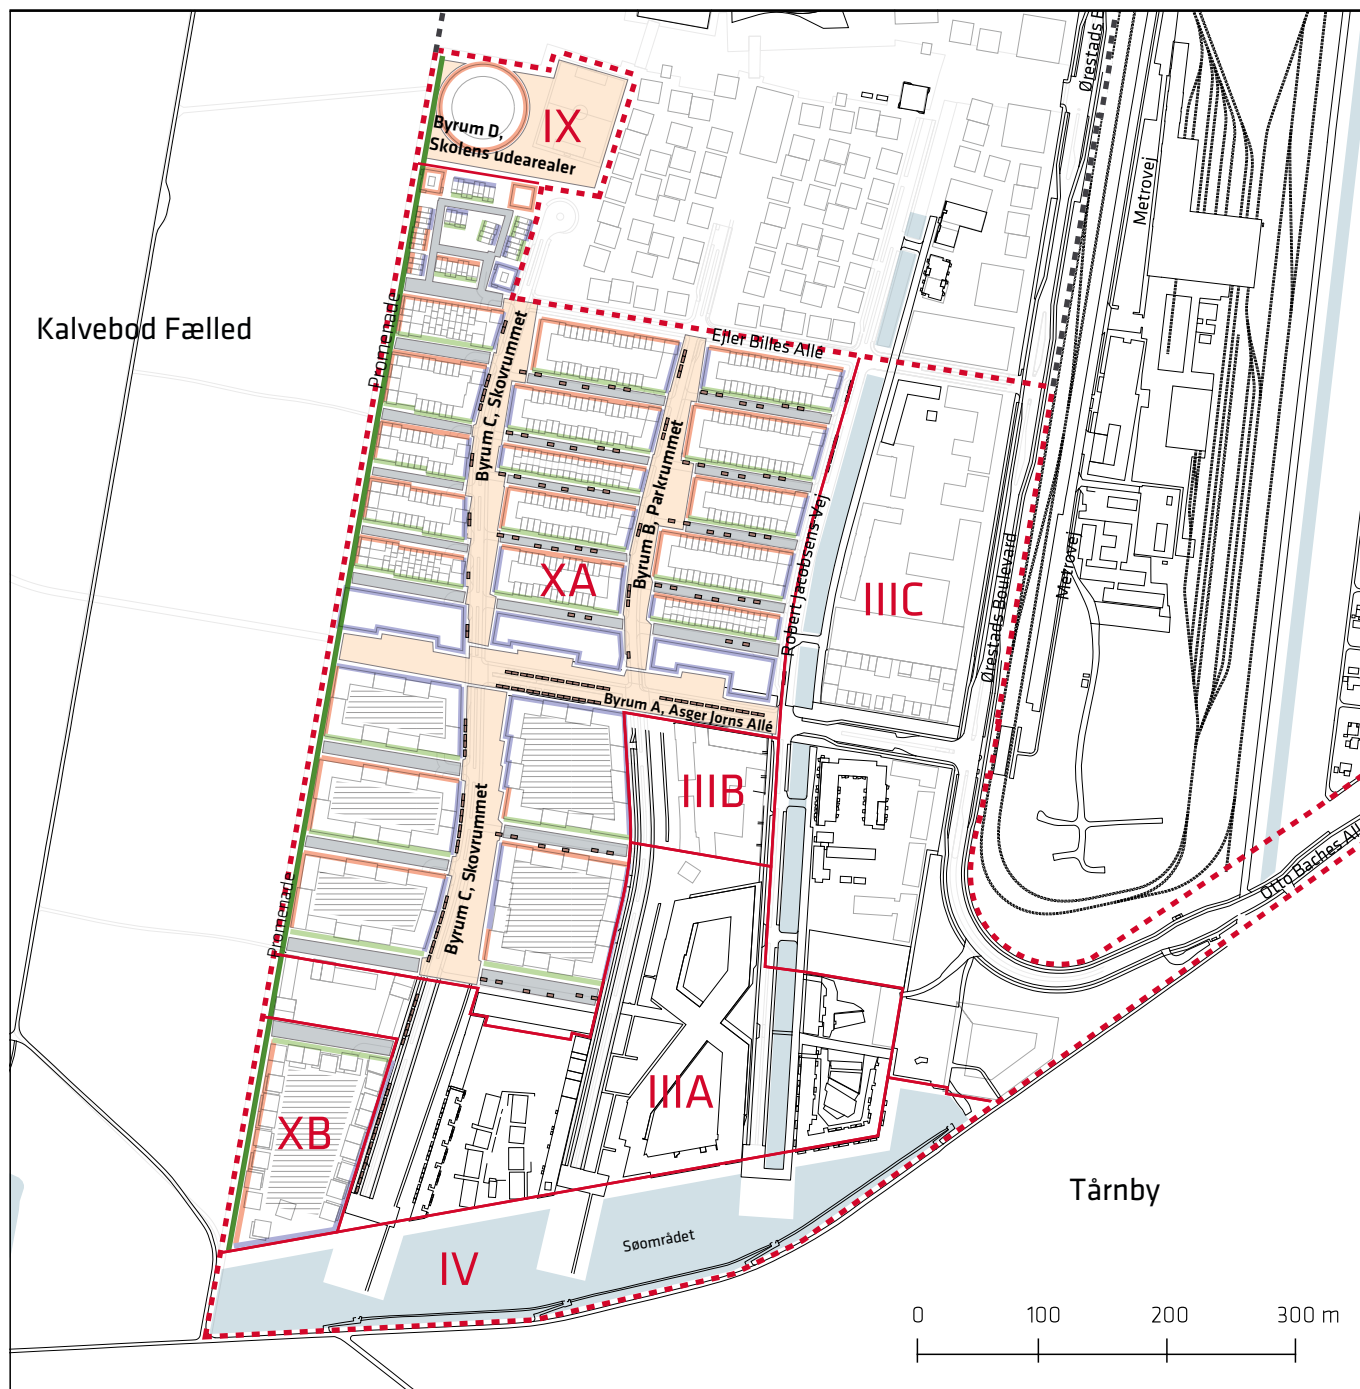 Ørestads B
Byrum D,
Skolens udearealer
IX
Metrovej
Kalvebod Fælled
Promenade
Byrum C, Skovrummet
Ejler Billes Allé
Byrum B, Parkrummet
Robert Jacobsens Vej
XA
IIIC
Ørestads Boulevard
Metrovej
Byrum A, Asger Jorns Allé
IIIB
Byrum C, Skovrummet
Promenade
Otto Baches Al
IIIA
XB
Tårnby
Søområdet
IV
0 100 200 300 m